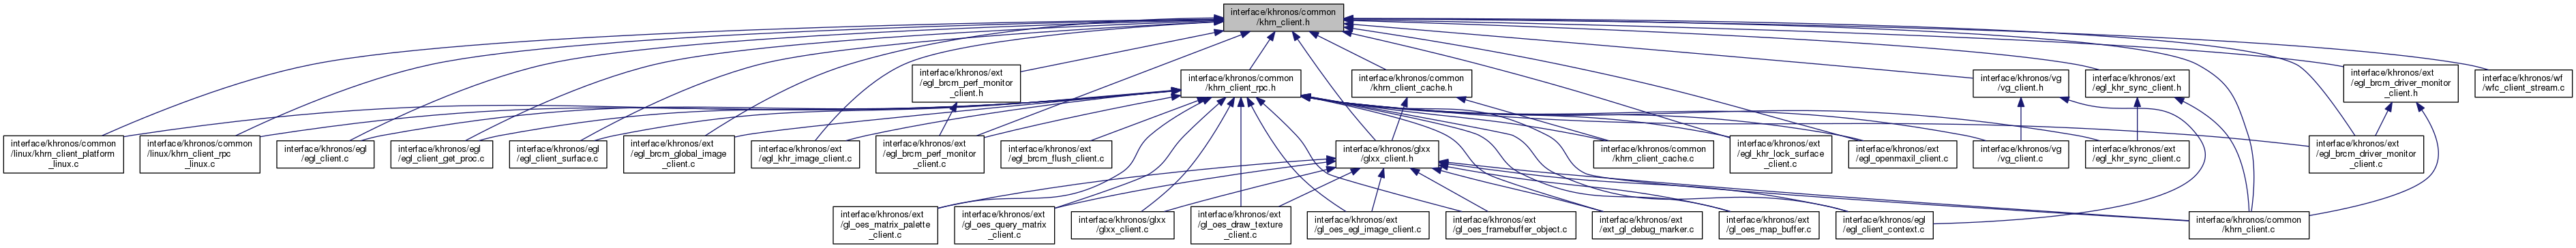 interface/khronos/common
/khrn_client.h
interface/khronos/ext
/egl_brcm_perf_monitor
_client.h
interface/khronos/common
/khrn_client_rpc.h
interface/khronos/common
/khrn_client_cache.h
interface/khronos/vg
/vg_client.h
interface/khronos/ext
/egl_khr_sync_client.h
interface/khronos/ext
/egl_brcm_driver_monitor
_client.h
interface/khronos/wf
/wfc_client_stream.c
interface/khronos/common
/linux/khrn_client_platform
_linux.c
interface/khronos/common
/linux/khrn_client_rpc
_linux.c
interface/khronos/egl
/egl_client.c
interface/khronos/egl
/egl_client_get_proc.c
interface/khronos/egl
/egl_client_surface.c
interface/khronos/ext
/egl_brcm_global_image
_client.c
interface/khronos/ext
/egl_khr_image_client.c
interface/khronos/ext
/egl_brcm_perf_monitor
_client.c
interface/khronos/ext
/egl_brcm_flush_client.c
interface/khronos/glxx
/glxx_client.h
interface/khronos/common
/khrn_client_cache.c
interface/khronos/ext
/egl_khr_lock_surface
_client.c
interface/khronos/ext
/egl_openmaxil_client.c
interface/khronos/vg
/vg_client.c
interface/khronos/ext
/egl_khr_sync_client.c
interface/khronos/ext
/egl_brcm_driver_monitor
_client.c
interface/khronos/ext
/gl_oes_matrix_palette
_client.c
interface/khronos/ext
/gl_oes_query_matrix
_client.c
interface/khronos/glxx
/glxx_client.c
interface/khronos/ext
/gl_oes_draw_texture
_client.c
interface/khronos/ext
/gl_oes_egl_image_client.c
interface/khronos/ext
/gl_oes_framebuffer_object.c
interface/khronos/ext
/ext_gl_debug_marker.c
interface/khronos/ext
/gl_oes_map_buffer.c
interface/khronos/egl
/egl_client_context.c
interface/khronos/common
/khrn_client.c